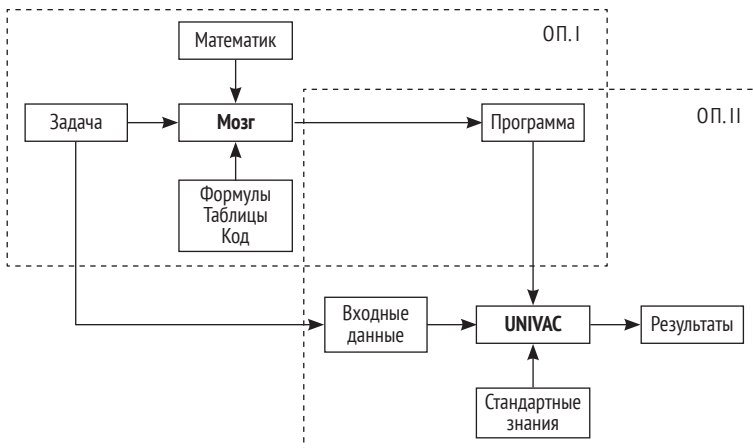 Математик
ОП. I
Задача
Мозг
Программа
ОП. II
Формулы
Таблицы
Код
Входные
данные
UNIVAC
Результаты
Стандартные
знания